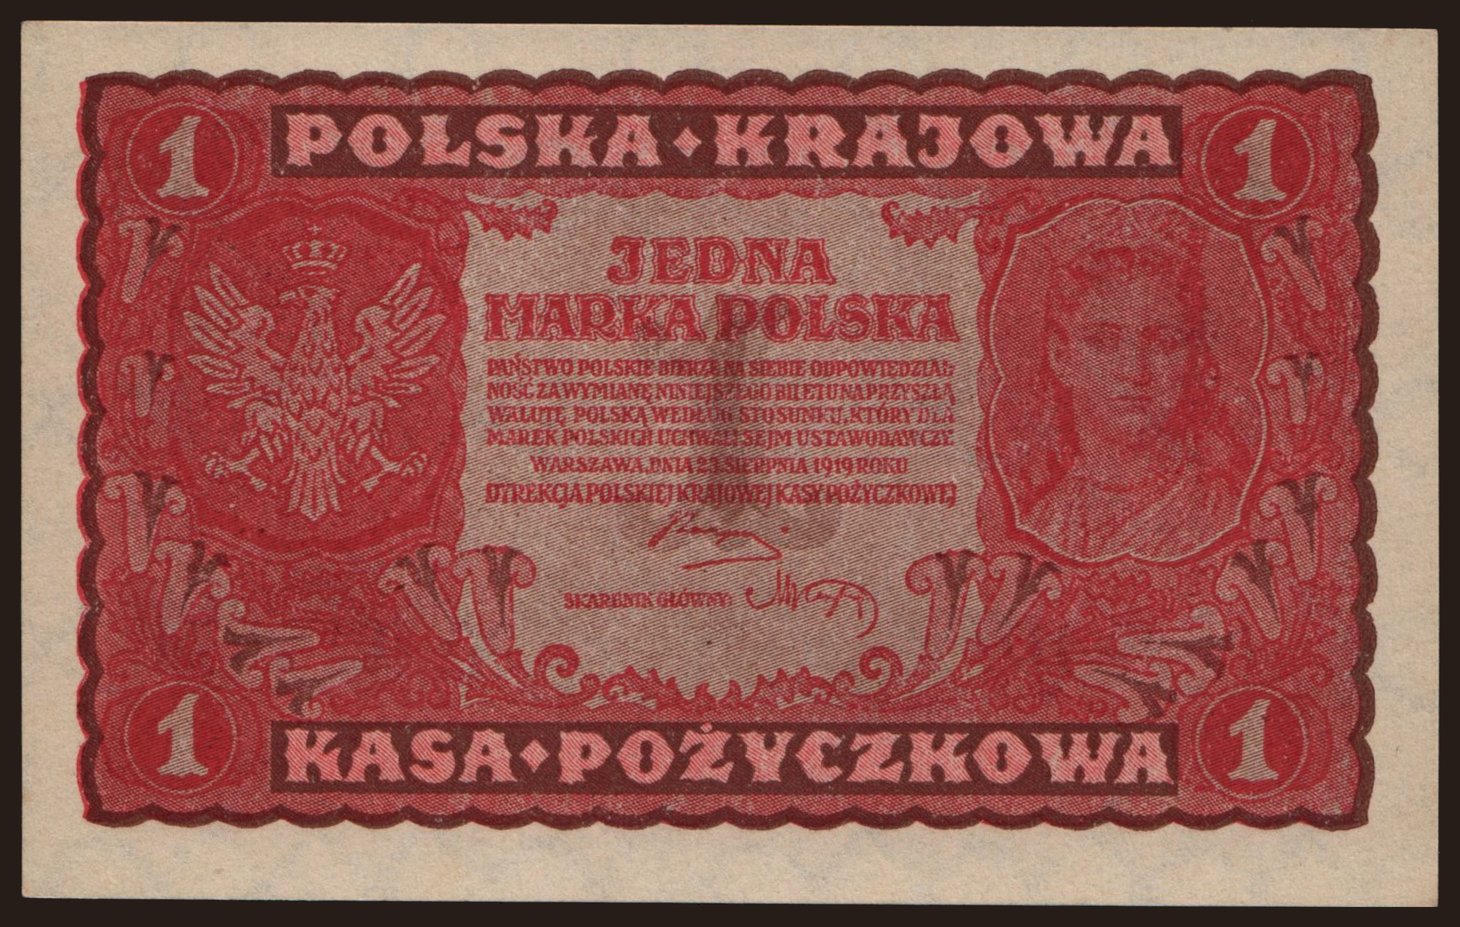 1 POLSKA • KRAJOWA 1
JEDNA
MARKA POLSKA
PAŃSTWO POLSKIE BIERZE NA SIEBIE ODPOWIEDZIAL-
NOŚĆ ZA WYMIANĘ NINIEJSZEGO BILETU NA PRZYSZŁĄ
WALUTĘ POLSKĄ WEDŁUG STOSUNKU, KTÓRY DLA
MAREK POLSKICH UCHWALI SEJM USTAWODAWCZY.
WARSZAWA, DNIA 23 SIERPNIA 1919 ROKU
DYREKCJA POLSKIEJ KRAJOWEJ KASY POŻYCZKOWEJ
SKARBNIK GŁÓWNY:
1 KASA • POŻYCZKOWA 1